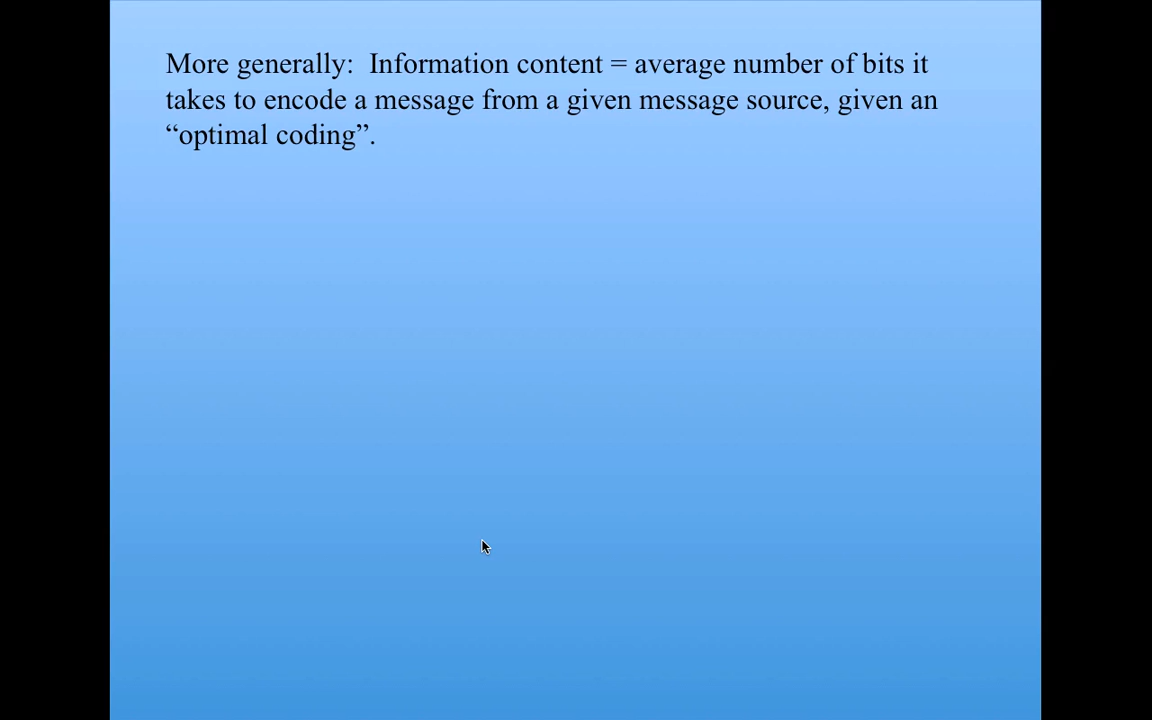 More generally:  Information content = average number of bits it
takes to encode a message from a given message source, given an
“optimal coding”.